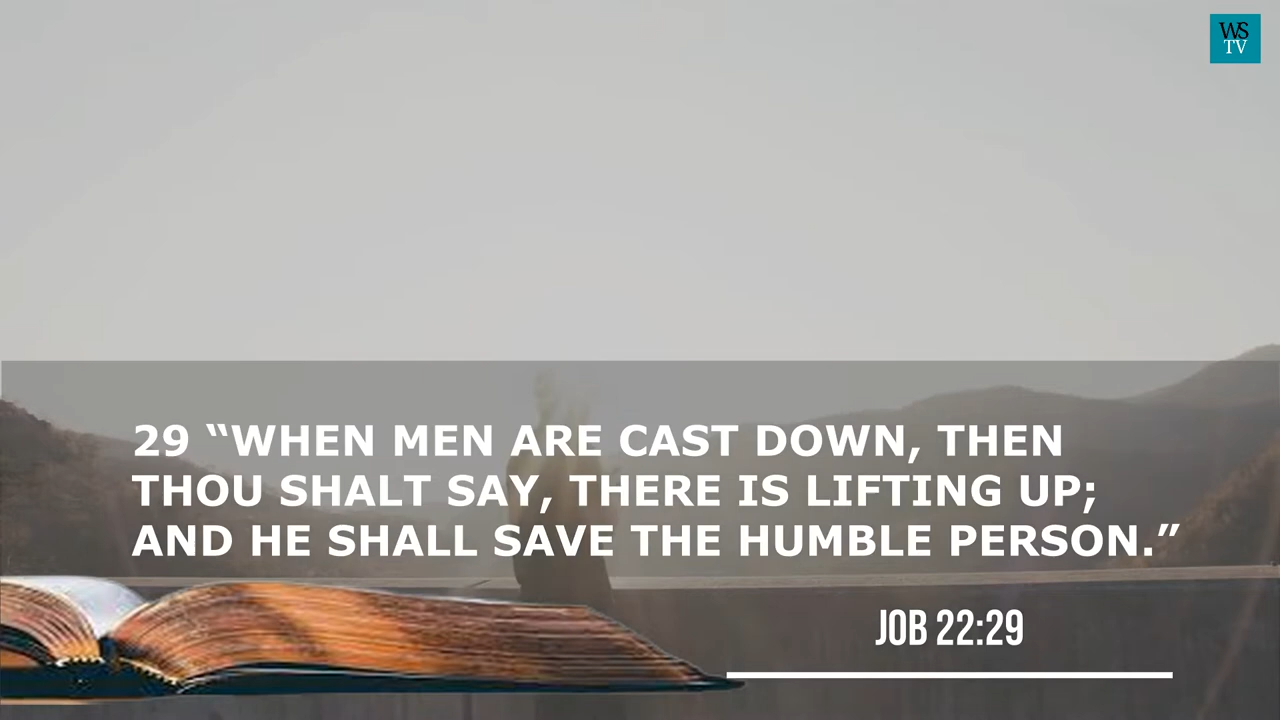 WS
TV
29 “WHEN MEN ARE CAST DOWN, THEN
THOU SHALT SAY, THERE IS LIFTING UP;
AND HE SHALL SAVE THE HUMBLE PERSON.”
JOB 22:29